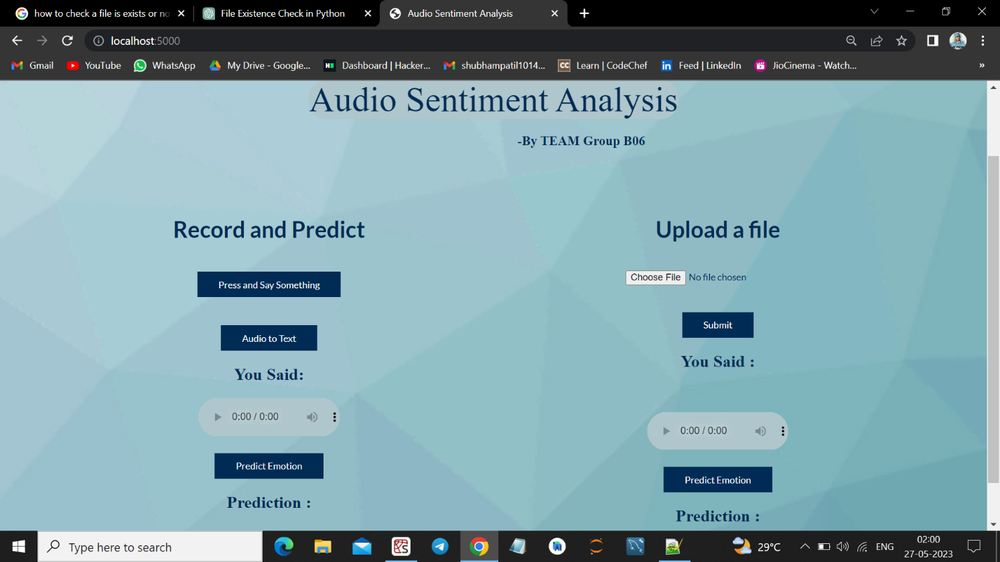 how to check a file is exists or no
File Existence Check in Python
Audio Sentiment Analysis
localhost:5000
Gmail
YouTube
WhatsApp
My Drive - Google...
Dashboard | Hacker...
shubhampatil1014...
Learn | CodeChef
Feed | LinkedIn
JioCinema - Watch...
»
Audio Sentiment Analysis
-By TEAM Group B06
Record and Predict
Press and Say Something
Audio to Text
You Said:
0:00 / 0:00
Predict Emotion
Prediction :
Upload a file
Choose File No file chosen
Submit
You Said :
0:00 / 0:00
Predict Emotion
Prediction :
Type here to search
29°C
ENG
02:00
27-05-2023